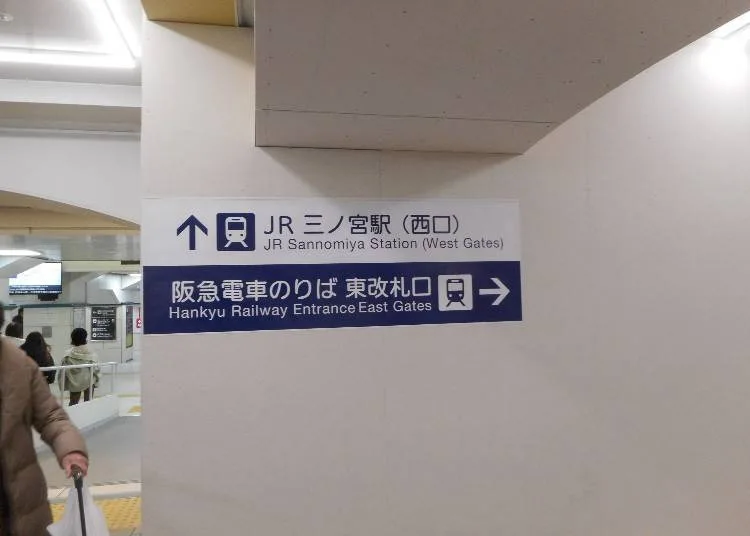 JR 三ノ宮駅（西口）
JR Sannomiya Station (West Gates)
阪急電車のりば 東改札口
Hankyu Railway Entrance East Gates